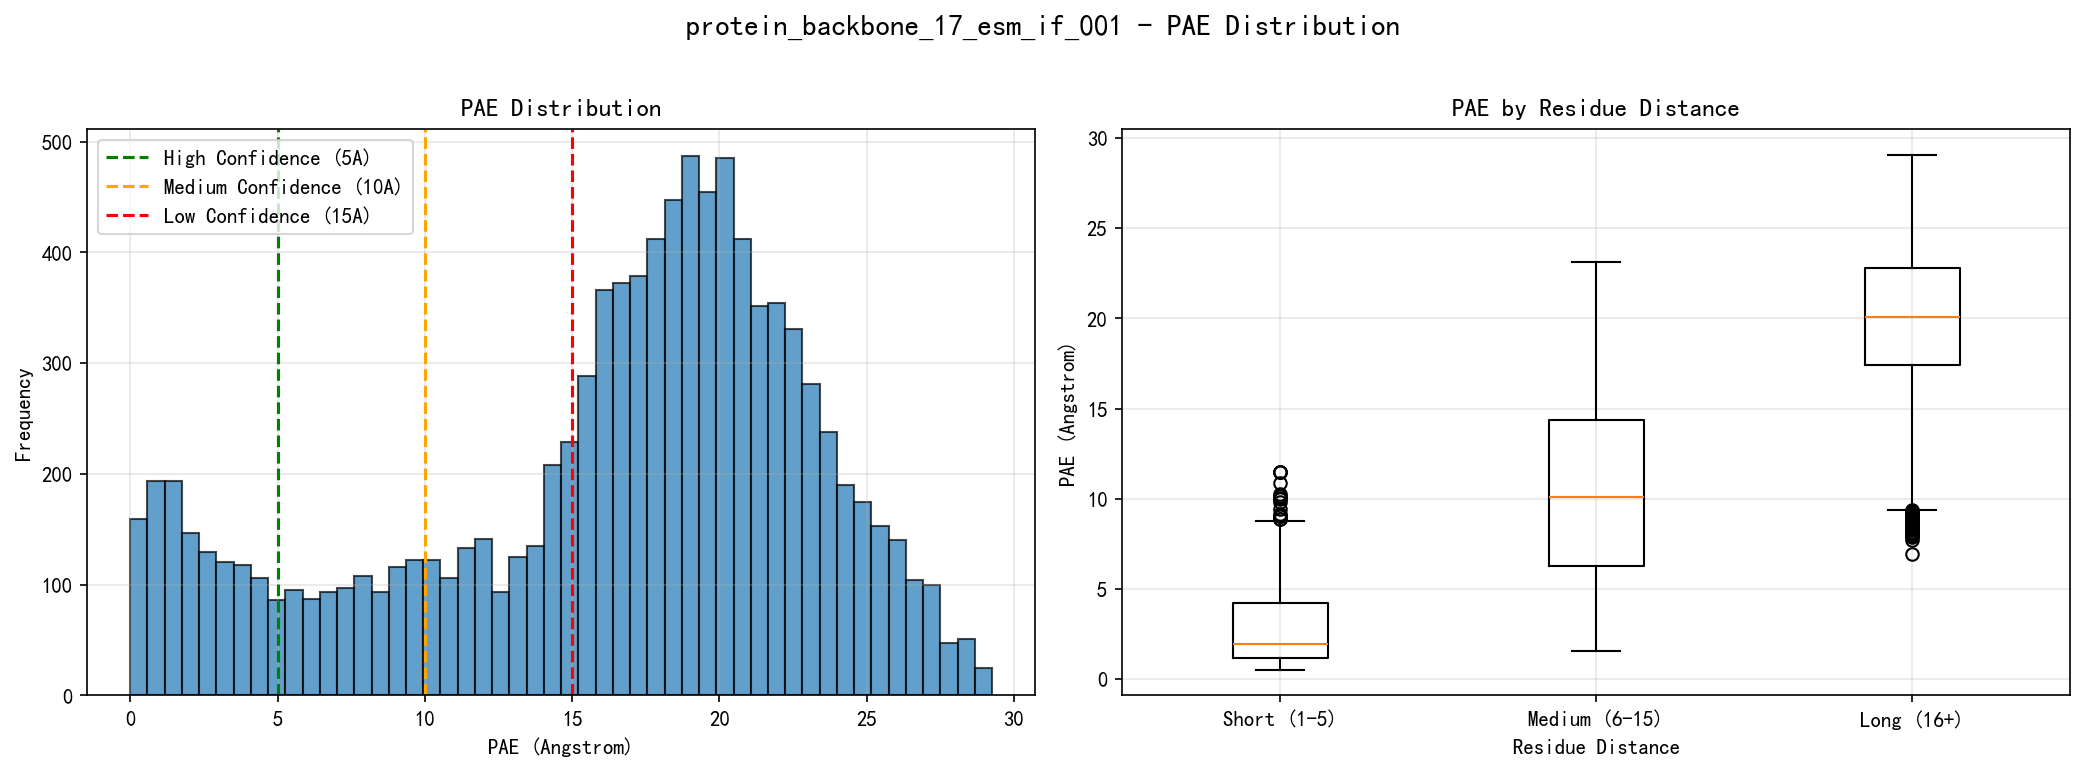 protein_backbone_17_esm_if_001 - PAE Distribution
PAE Distribution
500
400
300
200
100
0
Frequency
High Confidence (5A)
Medium Confidence (10A)
Low Confidence (15A)
0 5 10 15 20 25 30
PAE (Angstrom)
PAE by Residue Distance
30
25
20
15
10
5
0
PAE (Angstrom)
Short (1-5) Medium (6-15) Long (16+)
Residue Distance